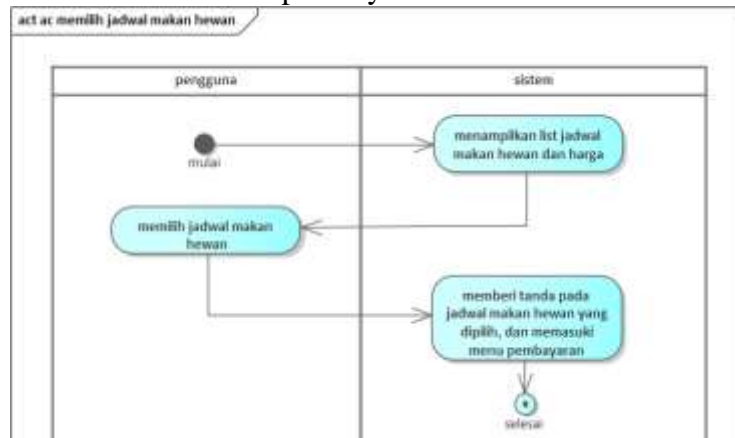 act ac memilih jadwal makan hewan
pengguna
sistem
mulai
menampilkan list jadwal
makan hewan dan harga
memilih jadwal makan
hewan
memberi tanda pada
jadwal makan hewan yang
diplih, dan memasuki
menu pembayaran
selesai